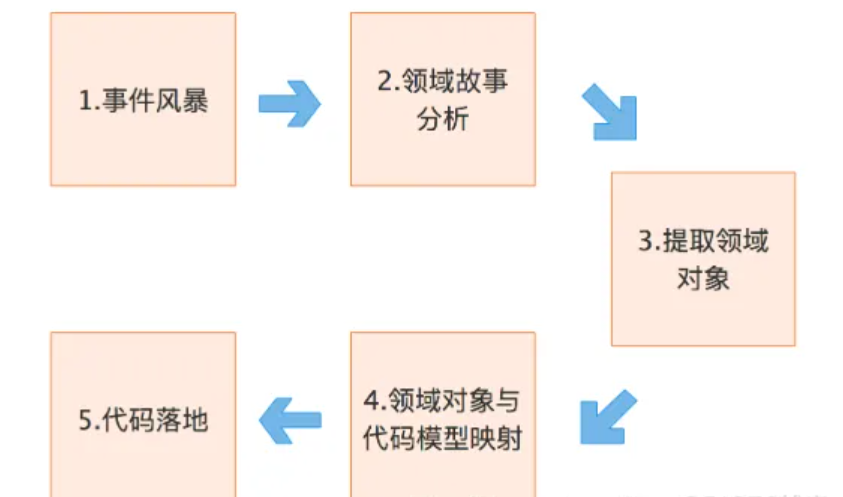 1.事件风暴
2.领域故事
分析
3.提取领域
对象
4.领域对象与
代码模型映射
5.代码落地